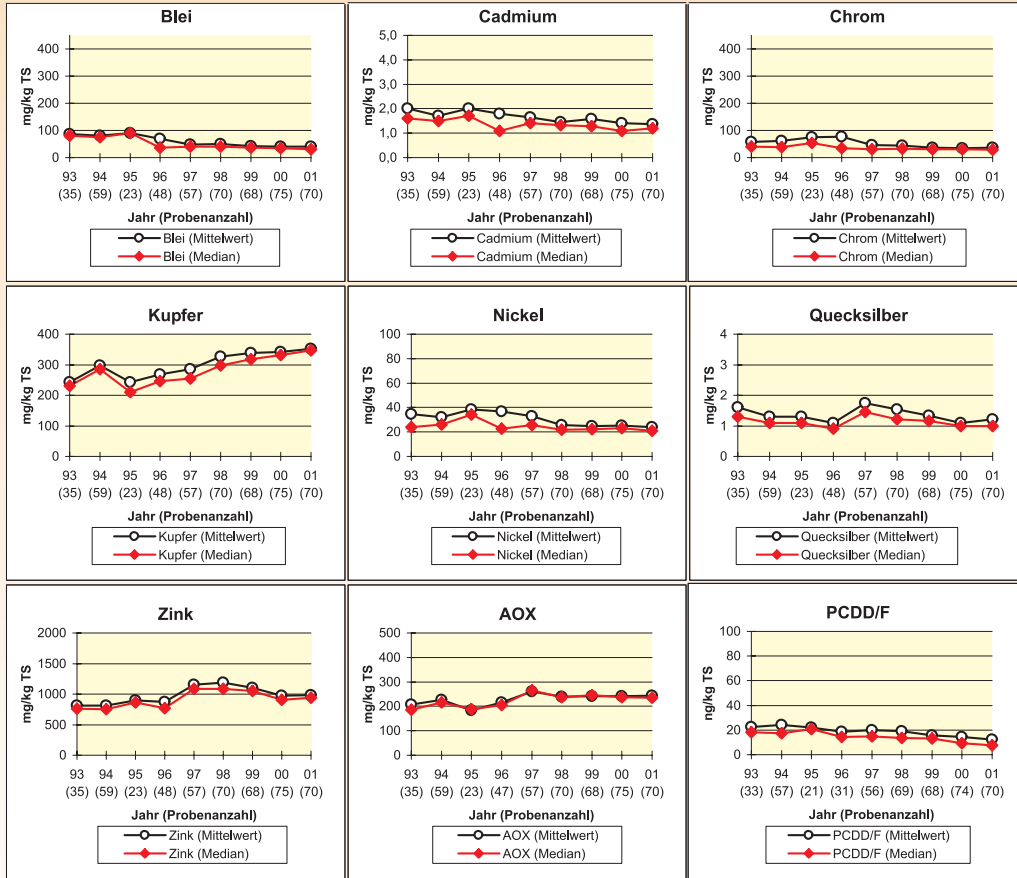 Blei
mg/kg TS
400
300
200
100
0
93 94 95 96 97 98 99 00 01
(35) (59) (23) (48) (57) (70) (68) (75) (70)
Jahr (Probenanzahl)
Blei (Mittelwert)
Blei (Median)
Cadmium
mg/kg TS
5,0
4,0
3,0
2,0
1,0
0,0
93 94 95 96 97 98 99 00 01
(35) (59) (23) (48) (57) (70) (68) (75) (70)
Jahr (Probenanzahl)
Cadmium (Mittelwert)
Cadmium (Median)
Chrom
mg/kg TS
400
300
200
100
0
93 94 95 96 97 98 99 00 01
(35) (59) (23) (48) (57) (70) (68) (75) (70)
Jahr (Probenanzahl)
Chrom (Mittelwert)
Chrom (Median)
Kupfer
mg/kg TS
400
300
200
100
0
93 94 95 96 97 98 99 00 01
(35) (59) (23) (48) (57) (70) (68) (75) (70)
Jahr (Probenanzahl)
Kupfer (Mittelwert)
Kupfer (Median)
Nickel
mg/kg TS
100
80
60
40
20
0
93 94 95 96 97 98 99 00 01
(35) (59) (23) (48) (57) (70) (68) (75) (70)
Jahr (Probenanzahl)
Nickel (Mittelwert)
Nickel (Median)
Quecksilber
mg/kg TS
4
3
2
1
0
93 94 95 96 97 98 99 00 01
(35) (59) (23) (48) (57) (70) (68) (75) (70)
Jahr (Probenanzahl)
Quecksilber (Mittelwert)
Quecksilber (Median)
Zink
mg/kg TS
2000
1500
1000
500
0
93 94 95 96 97 98 99 00 01
(35) (59) (23) (48) (57) (70) (68) (75) (70)
Jahr (Probenanzahl)
Zink (Mittelwert)
Zink (Median)
AOX
mg/kg TS
500
400
300
200
100
0
93 94 95 96 97 98 99 00 01
(35) (59) (23) (47) (57) (70) (68) (75) (70)
Jahr (Probenanzahl)
AOX (Mittelwert)
AOX (Median)
PCDD/F
ng/kg TS
100
80
60
40
20
0
93 94 95 96 97 98 99 00 01
(33) (57) (21) (31) (56) (69) (68) (74) (70)
Jahr (Probenanzahl)
PCDD/F (Mittelwert)
PCDD/F (Median)